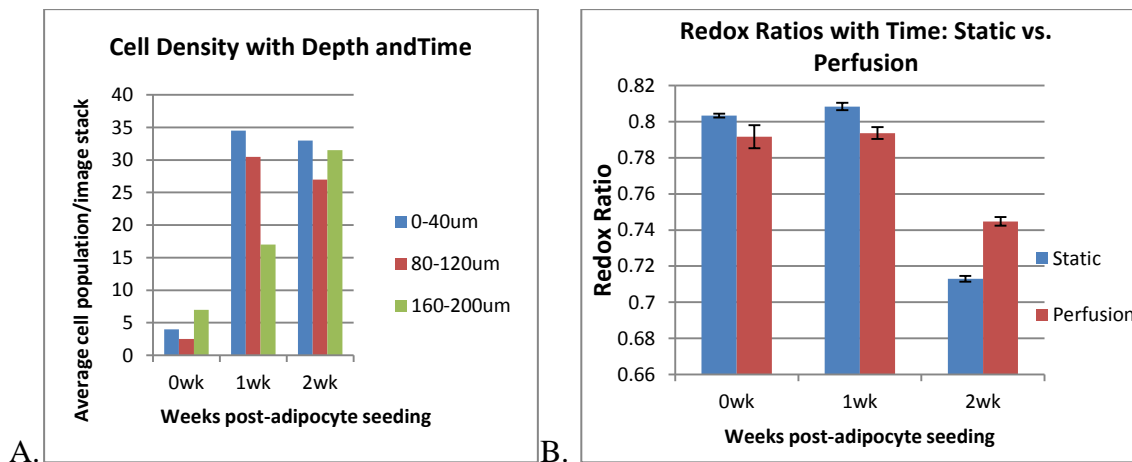 Cell Density with Depth andTime
Average cell population/image stack
40
35
30
25
20
15
10
5
0
0wk 1wk 2wk
Weeks post-adipocyte seeding
0-40um
80-120um
160-200um
A.
Redox Ratios with Time: Static vs.
Perfusion
Redox Ratio
0.82
0.8
0.78
0.76
0.74
0.72
0.7
0.68
0.66
0wk 1wk 2wk
Weeks post-adipocyte seeding
Static
Perfusion
B.